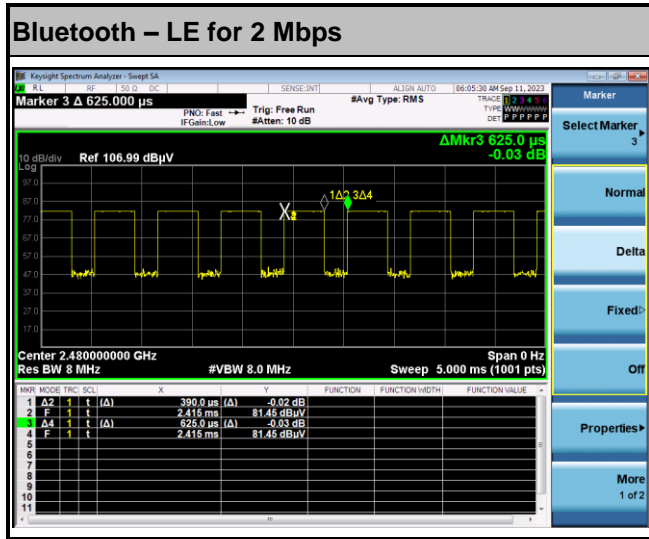 Bluetooth – LE for 2 Mbps
Keysight Spectrum Analyzer - Swept SA
RL RF 50 Ω DC SENSE:INT ALIGN AUTO 06:05:30 AM Sep 11, 2023
Marker 3 Δ 625.000 µs
PNO: Fast
IFGain:Low
Trig: Free Run
#Atten: 10 dB
#Avg Type: RMS
TRACE 1 2 3 4 5 6
TYPE WWWWWW
DET P P P P P P
ΔMkr3 625.0 µs
-0.03 dB
10 dB/div Ref 106.99 dBµV
Log
97.0
87.0
77.0
67.0
57.0
47.0
37.0
27.0
17.0
1Δ2 3Δ4
Center 2.480000000 GHz Span 0 Hz
Res BW 8 MHz #VBW 8.0 MHz Sweep 5.000 ms (1001 pts)
MKR MODE TRC SCL X Y FUNCTION FUNCTION WIDTH FUNCTION VALUE
1 Δ2 1 t (Δ) 390.0 µs (Δ) -0.02 dB
2 F 1 t 2.415 ms 81.45 dBµV
3 Δ4 1 t (Δ) 625.0 µs (Δ) -0.03 dB
4 F 1 t 2.415 ms 81.45 dBµV
5
6
7
8
9
10
11
Marker
Select Marker
3
Normal
Delta
Fixed
Off
Properties
More
1 of 2